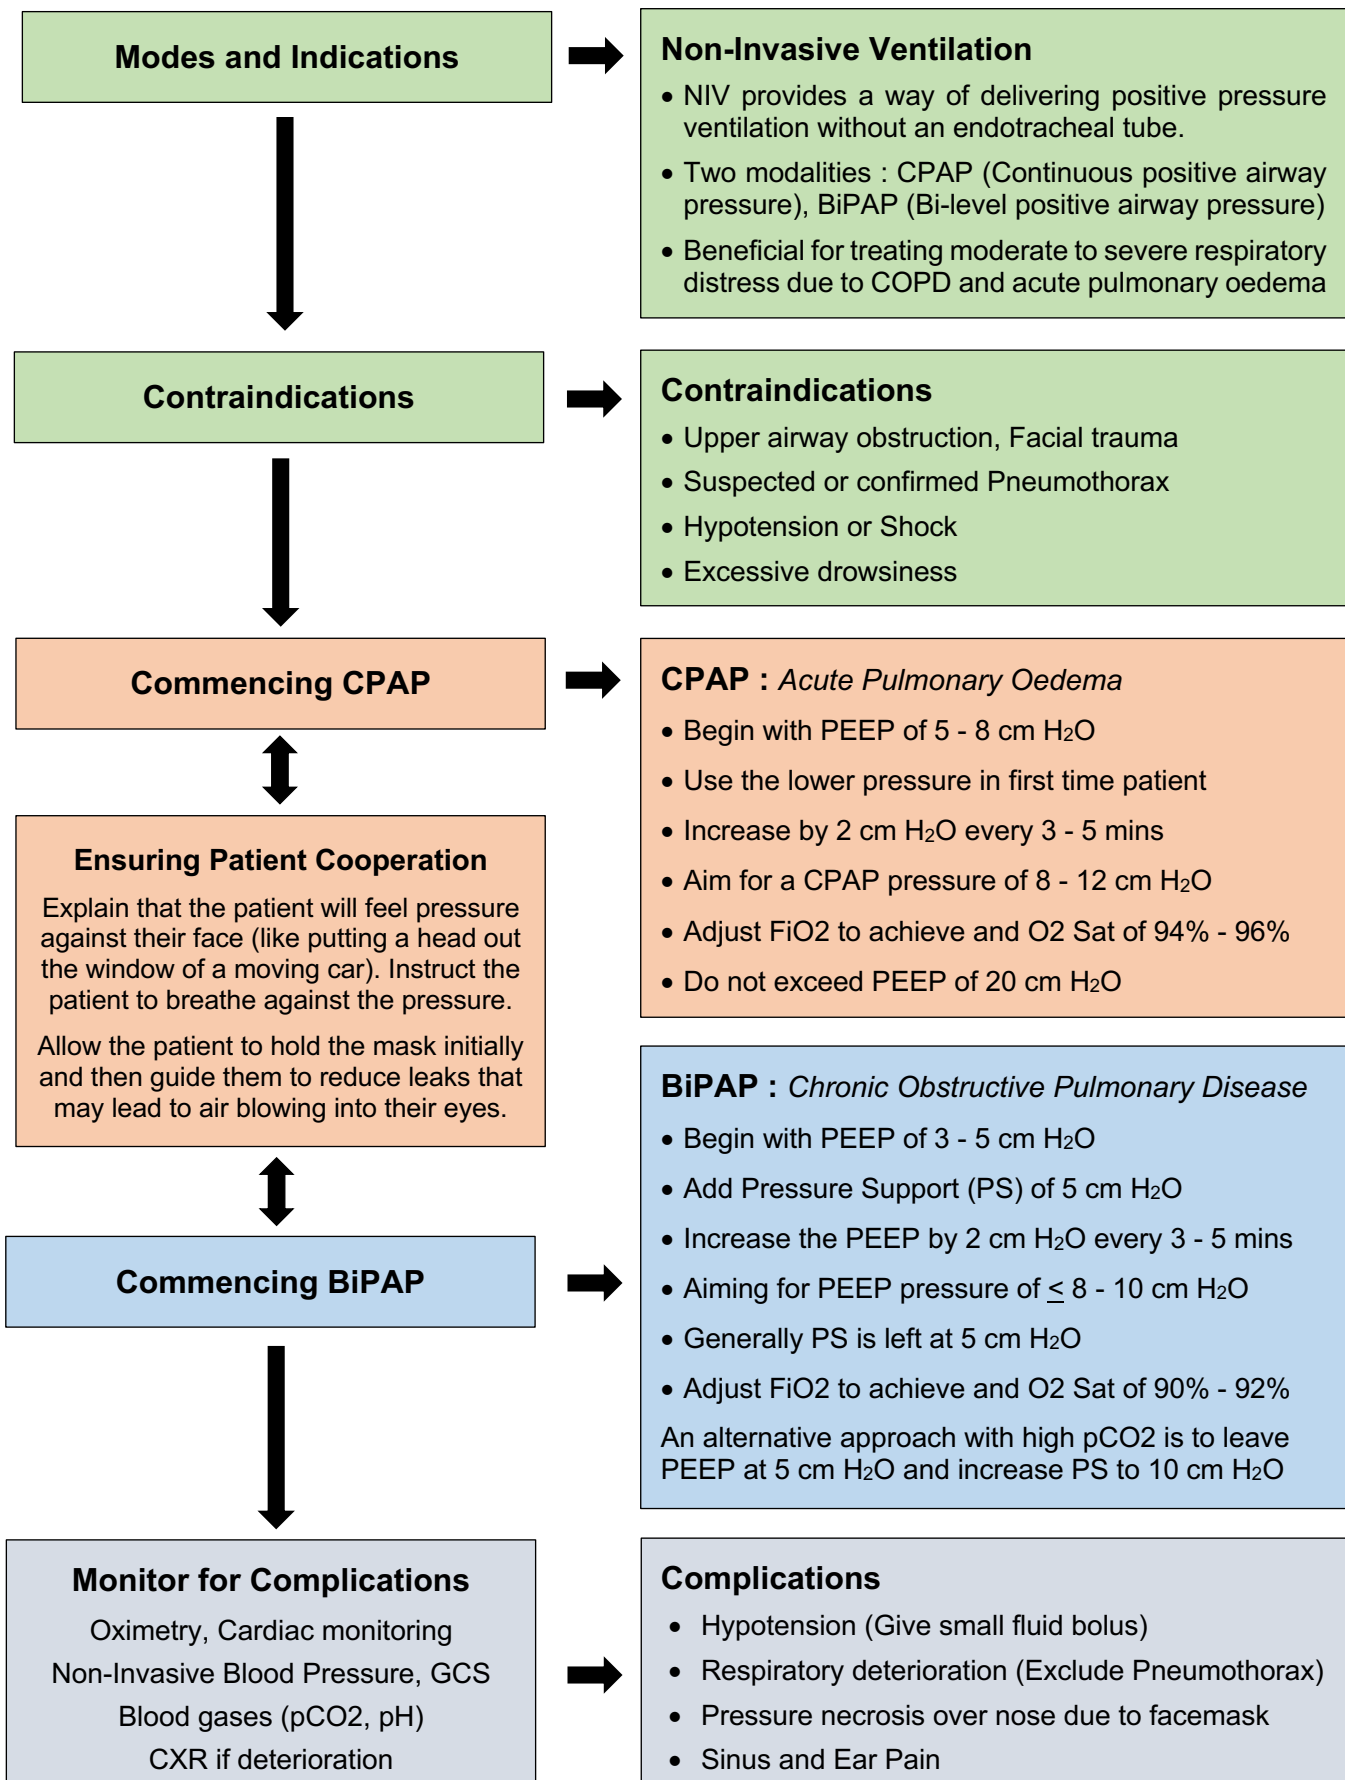 Modes and Indications
Non-Invasive Ventilation
• NIV provides a way of delivering positive pressure
ventilation without an endotracheal tube.
• Two modalities : CPAP (Continuous positive airway
pressure), BiPAP (Bi-level positive airway pressure)
• Beneficial for treating moderate to severe respiratory
distress due to COPD and acute pulmonary oedema
Contraindications
Contraindications
• Upper airway obstruction, Facial trauma
• Suspected or confirmed Pneumothorax
• Hypotension or Shock
• Excessive drowsiness
Commencing CPAP
CPAP : Acute Pulmonary Oedema
• Begin with PEEP of 5 - 8 cm H₂O
• Use the lower pressure in first time patient
• Increase by 2 cm H₂O every 3 - 5 mins
• Aim for a CPAP pressure of 8 - 12 cm H₂O
• Adjust FiO2 to achieve and O2 Sat of 94% - 96%
• Do not exceed PEEP of 20 cm H₂O
Ensuring Patient Cooperation
Explain that the patient will feel pressure
against their face (like putting a head out
the window of a moving car). Instruct the
patient to breathe against the pressure.
Allow the patient to hold the mask initially
and then guide them to reduce leaks that
may lead to air blowing into their eyes.
Commencing BiPAP
BiPAP : Chronic Obstructive Pulmonary Disease
• Begin with PEEP of 3 - 5 cm H₂O
• Add Pressure Support (PS) of 5 cm H₂O
• Increase the PEEP by 2 cm H₂O every 3 - 5 mins
• Aiming for PEEP pressure of ≤ 8 - 10 cm H₂O
• Generally PS is left at 5 cm H₂O
• Adjust FiO2 to achieve and O2 Sat of 90% - 92%
An alternative approach with high pCO2 is to leave
PEEP at 5 cm H₂O and increase PS to 10 cm H₂O
Monitor for Complications
Oximetry, Cardiac monitoring
Non-Invasive Blood Pressure, GCS
Blood gases (pCO2, pH)
CXR if deterioration
Complications
• Hypotension (Give small fluid bolus)
• Respiratory deterioration (Exclude Pneumothorax)
• Pressure necrosis over nose due to facemask
• Sinus and Ear Pain